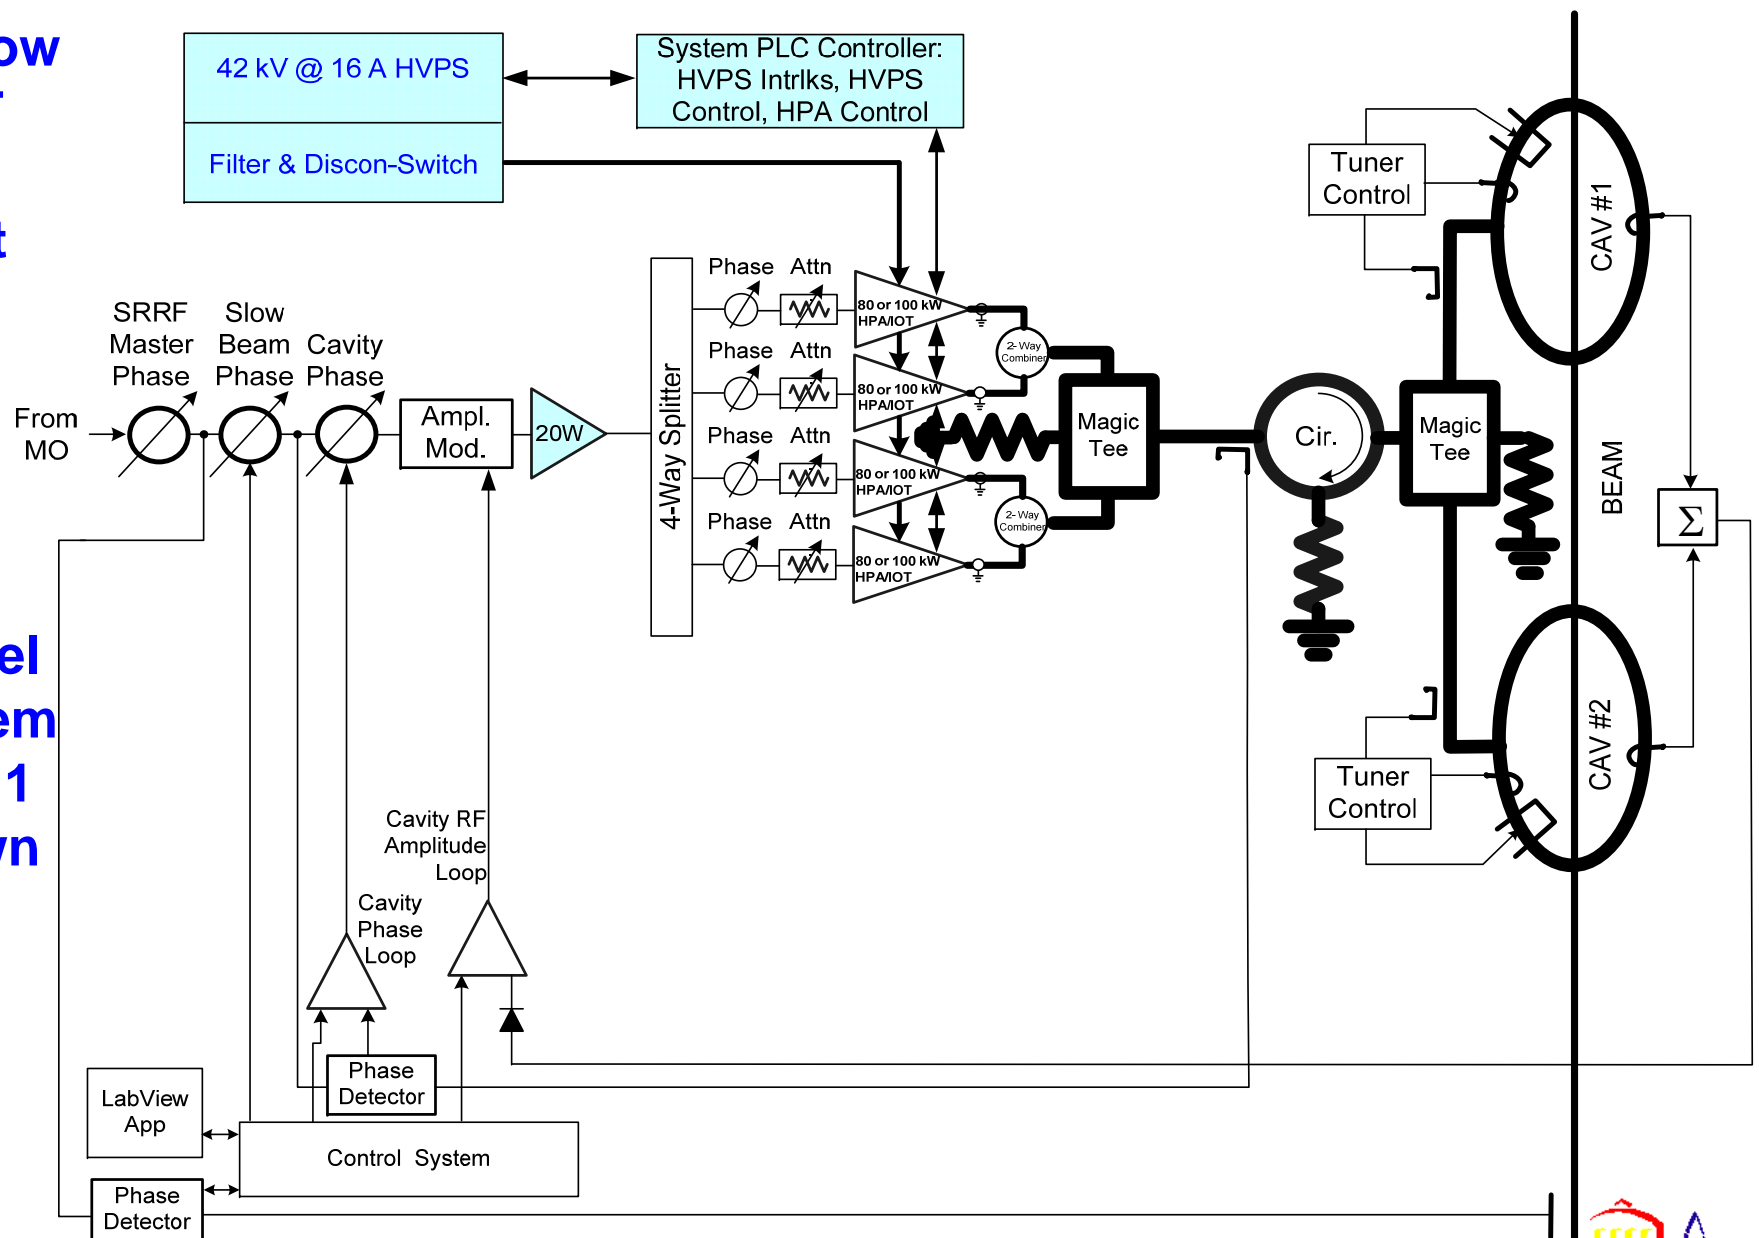 ow
t
el
em
1
wn
42 kV @ 16 A HVPS
Filter & Discon-Switch
System PLC Controller:
HVPS Intrlks, HVPS
Control, HPA Control
SRRF
Master
Phase
Slow
Beam
Phase
Cavity
Phase
From
MO
Ampl.
Mod.
20W
4-Way Splitter
Phase Attn
80 or 100 kW
HPA/IOT
Phase Attn
80 or 100 kW
HPA/IOT
Phase Attn
80 or 100 kW
HPA/IOT
Phase Attn
80 or 100 kW
HPA/IOT
2-Way
Combiner
2-Way
Combiner
Magic
Tee
Cir.
Magic
Tee
Tuner
Control
CAV #1
BEAM
Σ
Tuner
Control
CAV #2
Cavity RF
Amplitude
Loop
Cavity
Phase
Loop
Phase
Detector
LabView
App
Control System
Phase
Detector